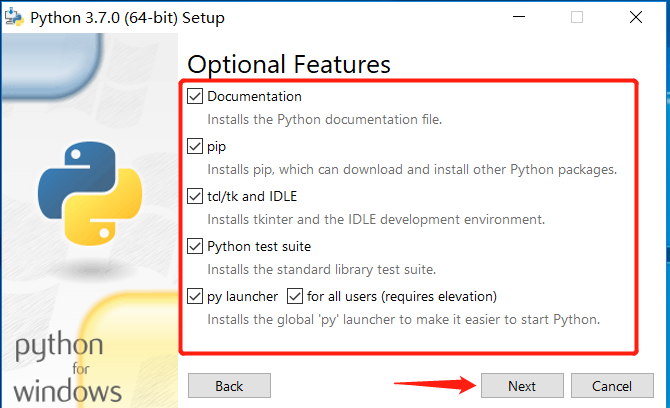 Python 3.7.0 (64-bit) Setup
Optional Features
Documentation
Installs the Python documentation file.
pip
Installs pip, which can download and install other Python packages.
tcl/tk and IDLE
Installs tkinter and the IDLE development environment.
Python test suite
Installs the standard library test suite.
py launcher for all users (requires elevation)
Installs the global 'py' launcher to make it easier to start Python.
python
for
windows
Back Next Cancel